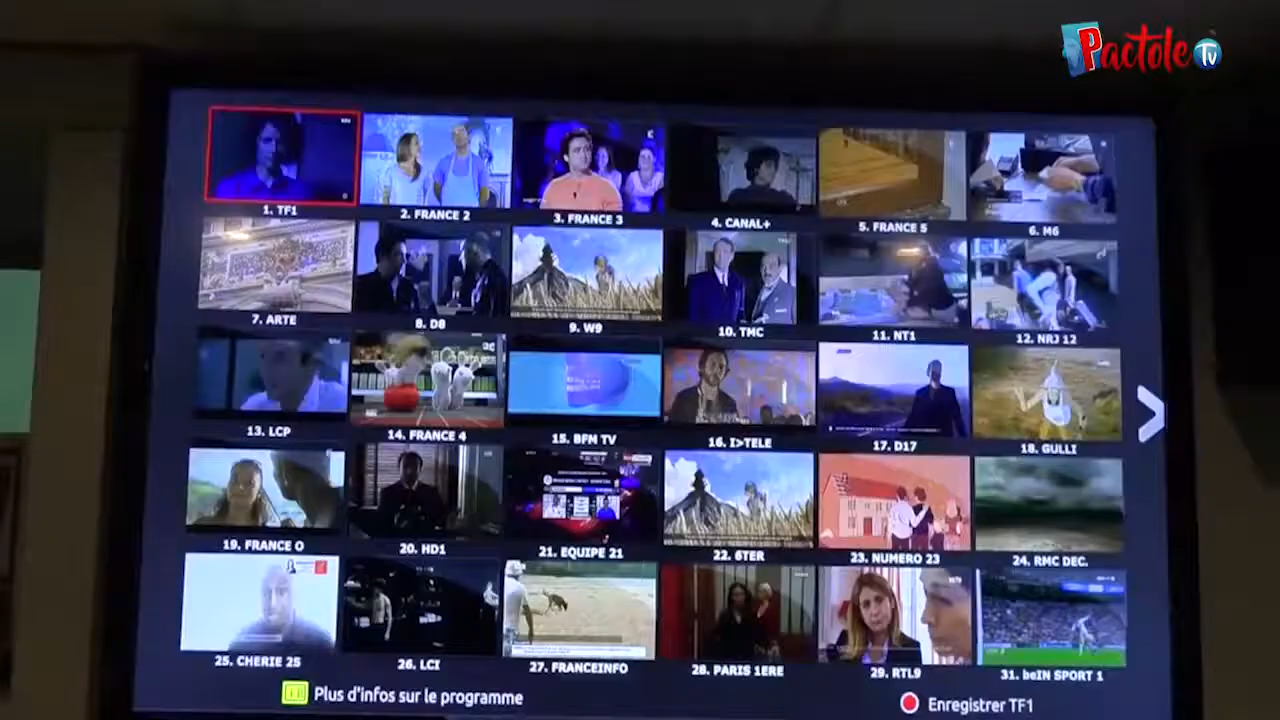 Pactole Tv
1. TF1
2. FRANCE 2
3. FRANCE 3
4. CANAL+
5. FRANCE 5
6. M6
7. ARTE
8. D8
9. W9
10. TMC
11. NT1
12. NRJ 12
13. LCP
14. FRANCE 4
15. BFM TV
16. I>TELE
17. D17
18. GULLI
19. FRANCE O
20. HD1
21. EQUIPE 21
22. 6TER
23. NUMERO 23
24. RMC DEC.
25. CHERIE 25
26. LCI
27. FRANCEINFO
28. PARIS 1ERE
29. RTL9
31. beIN SPORT 1
Plus d'infos sur le programme
Enregistrer TF1